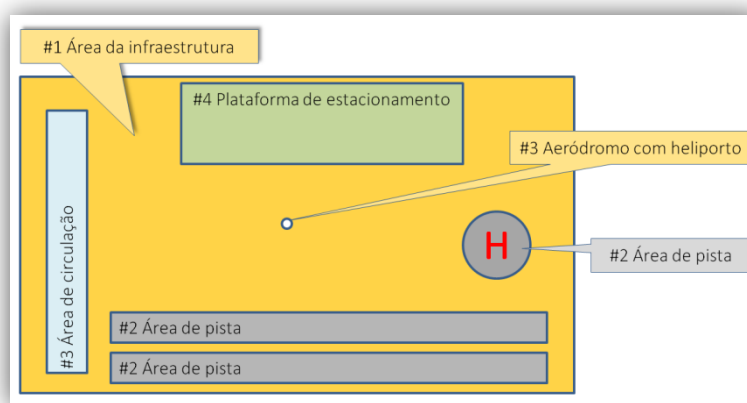 #1 Área da infraestrutura
#4 Plataforma de estacionamento
#3 Aeródromo com heliporto
#3 Área de circulação
H
#2 Área de pista
#2 Área de pista
#2 Área de pista